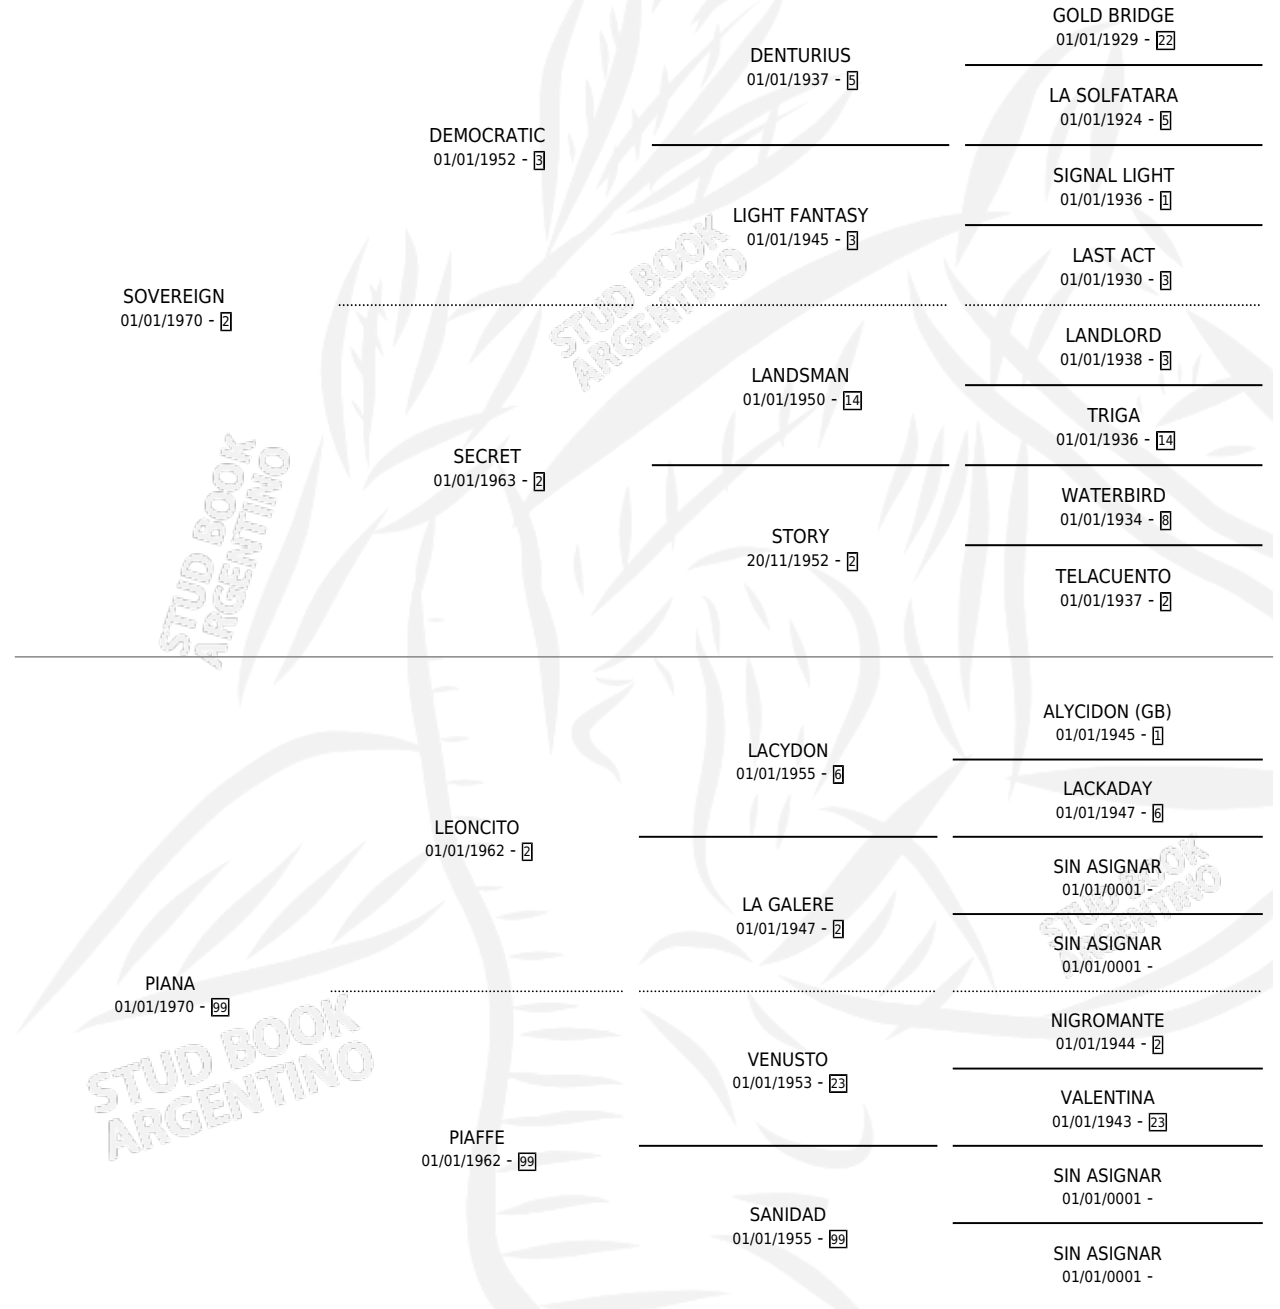 GOLD BRIDGE
01/01/1929 - 22
DENTURIUS
01/01/1937 - 5
LA SOLFATARA
01/01/1924 - 5
DEMOCRATIC
01/01/1952 - 3
SIGNAL LIGHT
01/01/1936 - 1
LIGHT FANTASY
01/01/1945 - 3
LAST ACT
01/01/1930 - 3
SOVEREIGN
01/01/1970 - 2
LANDLORD
01/01/1938 - 3
LANDSMAN
01/01/1950 - 14
TRIGA
01/01/1936 - 14
SECRET
01/01/1963 - 2
WATERBIRD
01/01/1934 - 8
STORY
20/11/1952 - 2
TELACUENTO
01/01/1937 - 2
ALYCIDON (GB)
01/01/1945 - 1
LACYDON
01/01/1955 - 6
LACKADAY
01/01/1947 - 6
LEONCITO
01/01/1962 - 2
SIN ASIGNAR
01/01/0001 -
LA GALERE
01/01/1947 - 2
SIN ASIGNAR
01/01/0001 -
PIANA
01/01/1970 - 99
NIGROMANTE
01/01/1944 - 2
VENUSTO
01/01/1953 - 23
VALENTINA
01/01/1943 - 23
PIAFFE
01/01/1962 - 99
SIN ASIGNAR
01/01/0001 -
SANIDAD
01/01/1955 - 99
SIN ASIGNAR
01/01/0001 -
STUD BOOK
ARGENTINO
STUD BOOK
ARGENTINO
STUD BOOK
ARGENTINO
STUD BOOK
ARGENTINO